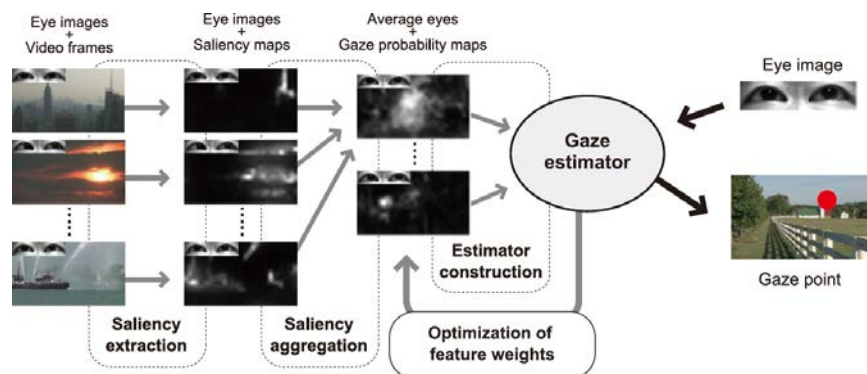 Eye images
+
Video frames
Eye images
+
Saliency maps
Average eyes
+
Gaze probability maps
Eye image
Gaze
estimator
Estimator
construction
Gaze point
Saliency
extraction
Saliency
aggregation
Optimization of
feature weights